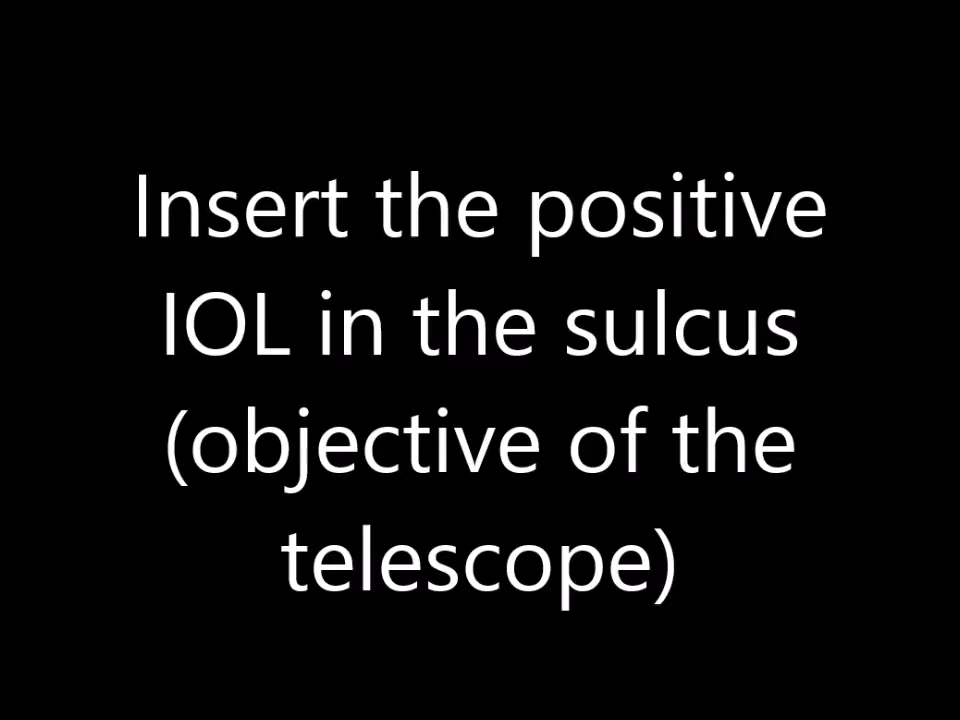 Insert the positive
IOL in the sulcus
(objective of the
telescope)